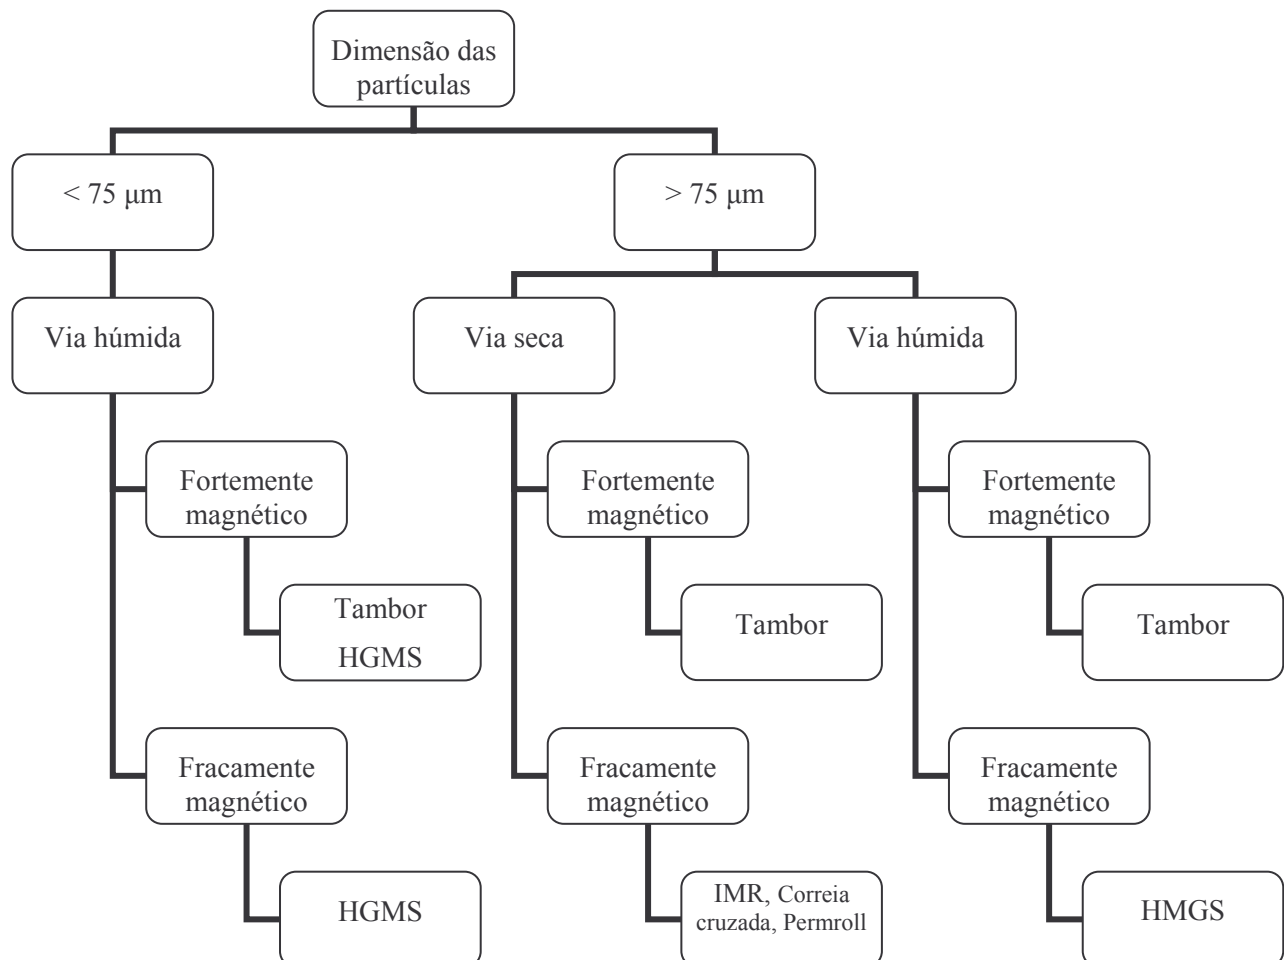 Dimensão das
partículas
< 75 μm
> 75 μm
Via húmida
Via seca
Via húmida
Fortemente
magnético
Fortemente
magnético
Fortemente
magnético
Tambor
HGMS
Tambor
Tambor
Fracamente
magnético
Fracamente
magnético
Fracamente
magnético
HGMS
IMR, Correia
cruzada, Permroll
HMGS